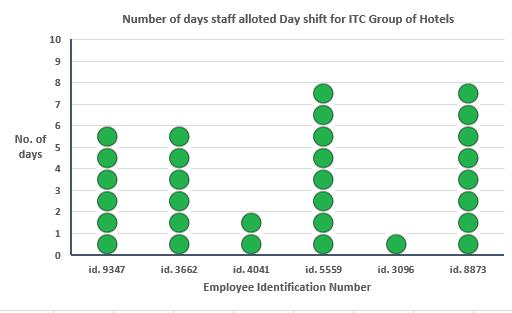 Number of days staff alloted Day shift for ITC Group of Hotels
10
9
8
7
6
5
4
3
2
1
0
No. of
days
id. 9347 id. 3662 id. 4041 id.5559 id. 3096 id. 8873
Employee Identification Number